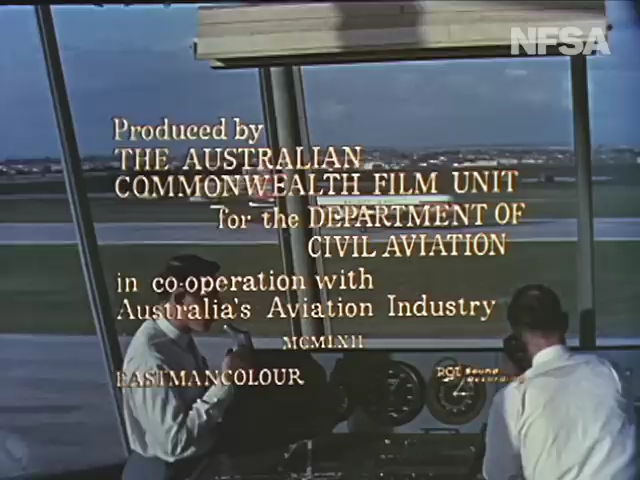 NFSA
Produced by
THE AUSTRALIAN
COMMONWEALTH FILM UNIT
for the DEPARTMENT OF
CIVIL AVIATION
in co-operation with
Australia's Aviation Industry
MCMLXII
EASTMANCOLOUR
Sound
Recording